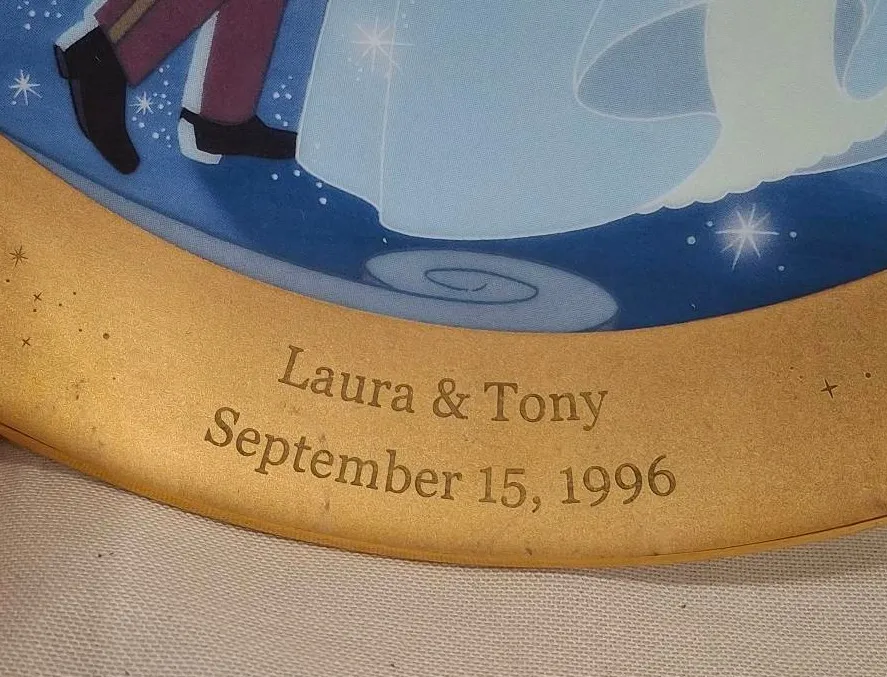 Laura & Tony
September 15, 1996